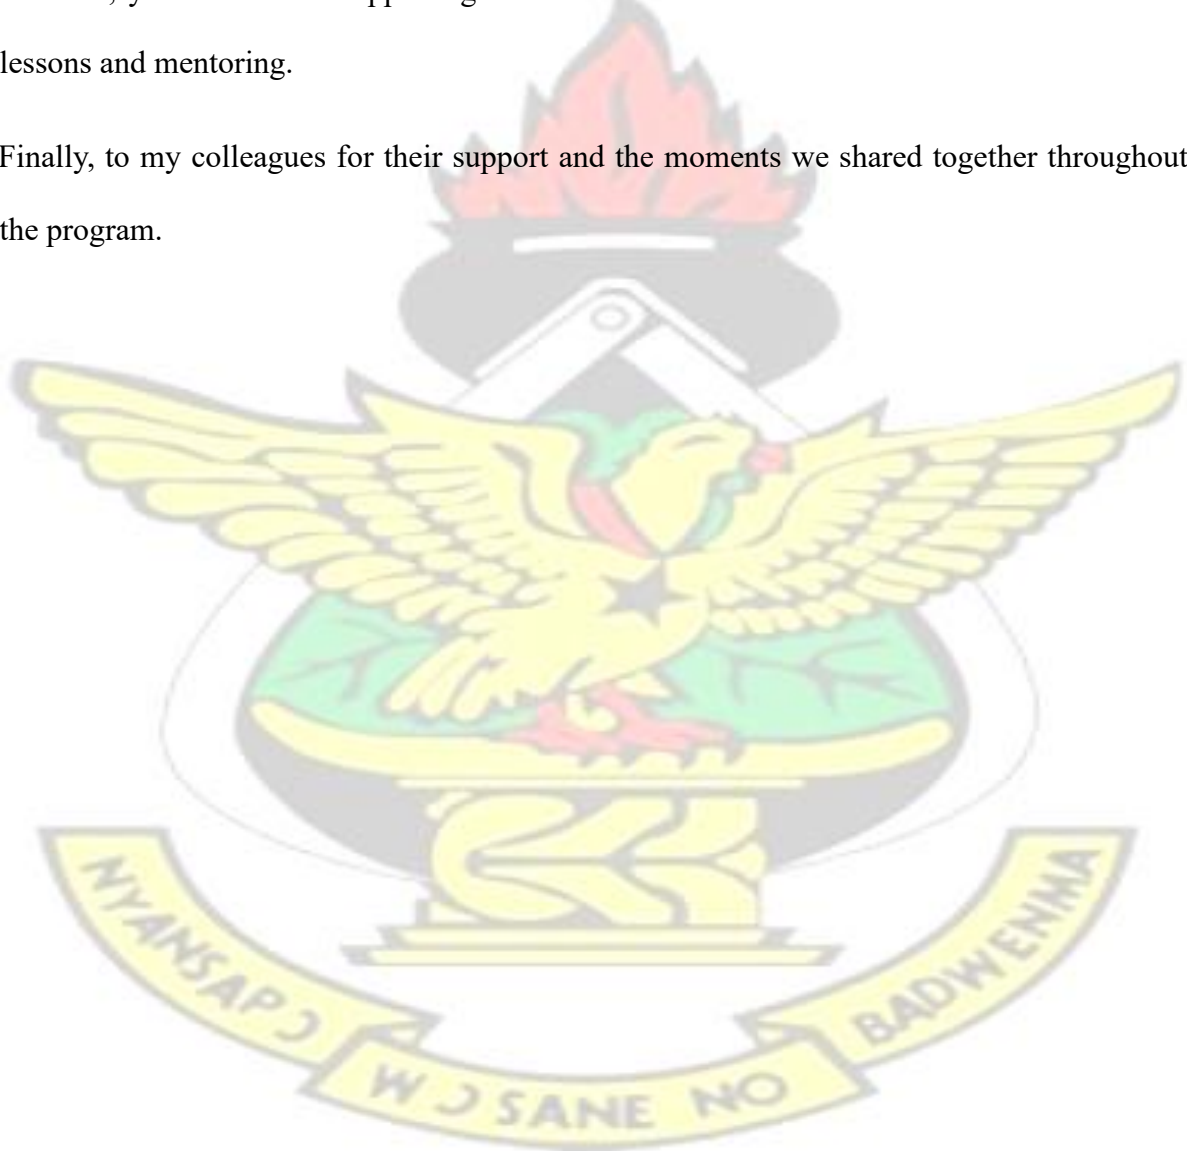 lessons and mentoring.
Finally, to my colleagues for their support and the moments we shared together throughout
the program.
NYANSAPƆ
WƆSANE NO
BADWENMA